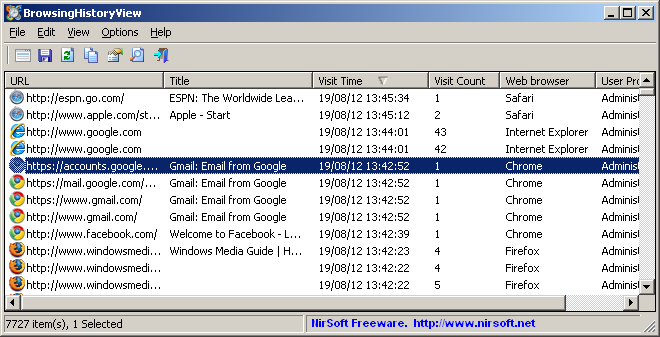 BrowsingHistoryView
File Edit View Options Help
URL Title Visit Time Visit Count Web browser User Pro
http://espn.go.com/ ESPN: The Worldwide Lea... 19/08/12 13:45:34 1 Safari Administ
http://www.apple.com/st... Apple - Start 19/08/12 13:45:12 2 Safari Administ
http://www.google.com 19/08/12 13:44:01 43 Internet Explorer Administ
http://www.google.com 19/08/12 13:44:01 42 Internet Explorer Administ
https://accounts.google.... Gmail: Email from Google 19/08/12 13:42:52 1 Chrome Administ
https://mail.google.com/... Gmail: Email from Google 19/08/12 13:42:52 1 Chrome Administ
https://www.gmail.com/ Gmail: Email from Google 19/08/12 13:42:52 1 Chrome Administ
http://www.gmail.com/ Gmail: Email from Google 19/08/12 13:42:52 1 Chrome Administ
http://www.facebook.com/ Welcome to Facebook - L... 19/08/12 13:42:39 1 Chrome Administ
http://www.windowsmedi... Windows Media Guide | H... 19/08/12 13:42:23 4 Firefox Administ
http://www.windowsmedi... 19/08/12 13:42:22 4 Firefox Administ
http://www.windowsmedi... 19/08/12 13:42:22 5 Firefox Administ
7727 item(s), 1 Selected NirSoft Freeware. http://www.nirsoft.net